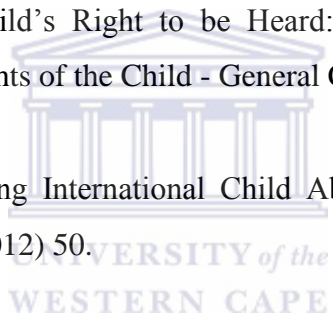 ild’s Right to be Heard:
nts of the Child - General C
ng International Child Ab
012) 50.
UNIVERSITY of the
WESTERN CAPE